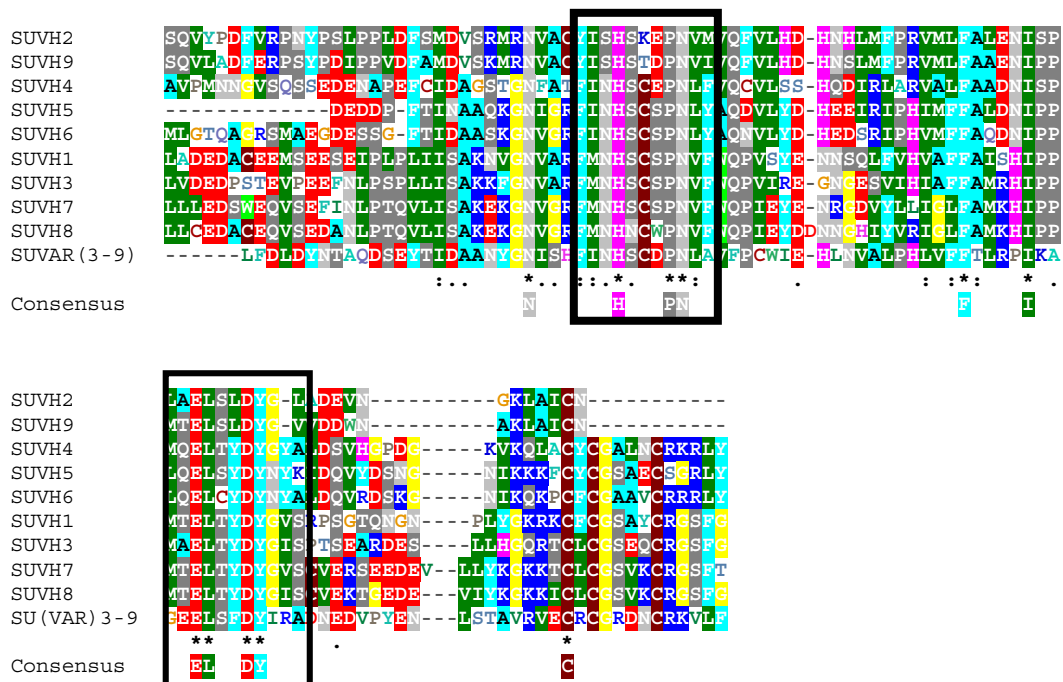 SUVH2 SQVYPDFVRPNYPSLPPLDFSMDVSRMRNVACYISHSKEPNVMVQFVLHD-HNHLMFPRVMLFALENISP
SUVH9 SQVLADFERPSYPDIPPVDFAMDVSKMRNVACYISHSTDPNVIVQFVLHD-HNSLMFPRVMLFAAENIPP
SUVH4 AVPMNNGVSQSSEDENAPEFCIDAGSTGNFATFINHSCEPNLFVQCVLSS-HQDIRLARVALFAADNISP
SUVH5 -------------DEDDP-FTINAAQKGNIGRFINHSCSPNLYAQDVLYD-HEEIRIPHIMFFALDNIPP
SUVH6 MLGTQAGRSMAEGDESSG-FTIDAASKGNVGRFINHSCSPNLYAQNVLYD-HEDSRIPHVMFFAQDNIPP
SUVH1 LADEDACEEMSEESEIPLPLIISAKNVGNVARFMNHSCSPNVFWQPVSYE-NNSQLFVHVAFFAISHIPP
SUVH3 LVDEDPSTEVPEEFNLPSPLLISAKKFGNVARFMNHSCSPNVFWQPVIRE-GNGESVIHIAFFAMRHIPP
SUVH7 LLLEDSWEQVSEFINLPTQVLISAKEKGNVGRFMNHSCSPNVFWQPIEYE-NRGDVYLLIGLFAMKHIPP
SUVH8 LLCEDACEQVSEDANLPTQVLISAKEKGNVGRFMNHSCWPNVFWQPIEYDDNNGHIYVRIGLFAMKHIPP
SUVAR(3-9) ------LFDLDYNTAQDSEYTIDAANYGNISHFINHSCDPNLAVFPCWIE-HLNVALPHLVFFTLRPIKA
:.. *.. ::*:. **: . : ::* : *
Consensus N H PN F I
SUVH2 LAELSLDYG-LADEVN----------GKLAICN-----------
SUVH9 MTELSLDYG-VVDDWN----------AKLAICN-----------
SUVH4 MQELTYDYGYALDSVHGPDG-----KVKQLACYCGALNCRKRLY
SUVH5 LQELSYDYNYKIDQVYDSNG-----NIKKKFCYCGSAECSGRLY
SUVH6 LQELCYDYNYALDQVRDSKG-----NIKQKPCFCGAAVCRRRLY
SUVH1 MTELTYDYGVSRPSGTQNGN----PLYGKRKCFCGSAYCRGSFG
SUVH3 MAELTYDYGISPTSEARDES----LLHGQRTCLCGSEQCRGSFG
SUVH7 MTELTYDYGVSCVERSEEDEV--LLYKGKKTCLCGSVKCRGSFT
SUVH8 MTELTYDYGISCVEKTGEDE---VIYKGKKICLCGSVKCRGSFG
SU(VAR)3-9 GEELSFDYIRADNEDVPYEN---LSTAVRVECRCGRDNCRKVLF
** ** . *
Consensus EL DY C